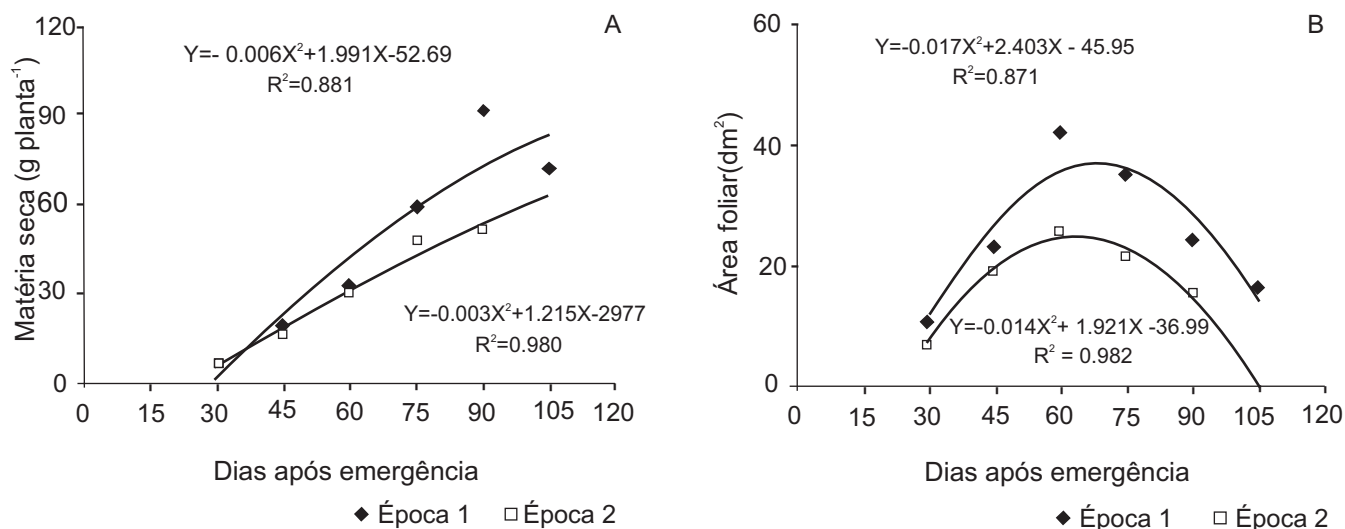 A
Y=- 0.006X²+1.991X-52.69
R²=0.881
Matéria seca (g planta⁻¹)
120
90
60
30
0
Y=-0.003X²+1.215X-2977
R²=0.980
0 15 30 45 60 75 90 105 120
Dias após emergência
◆ Época 1 □ Época 2
B
Y=-0.017X²+2.403X - 45.95
R²=0.871
Área foliar(dm²)
60
40
20
0
Y=-0.014X²+ 1.921X -36.99
R² = 0.982
0 15 30 45 60 75 90 105 120
Dias após emergência
◆ Época 1 □ Época 2